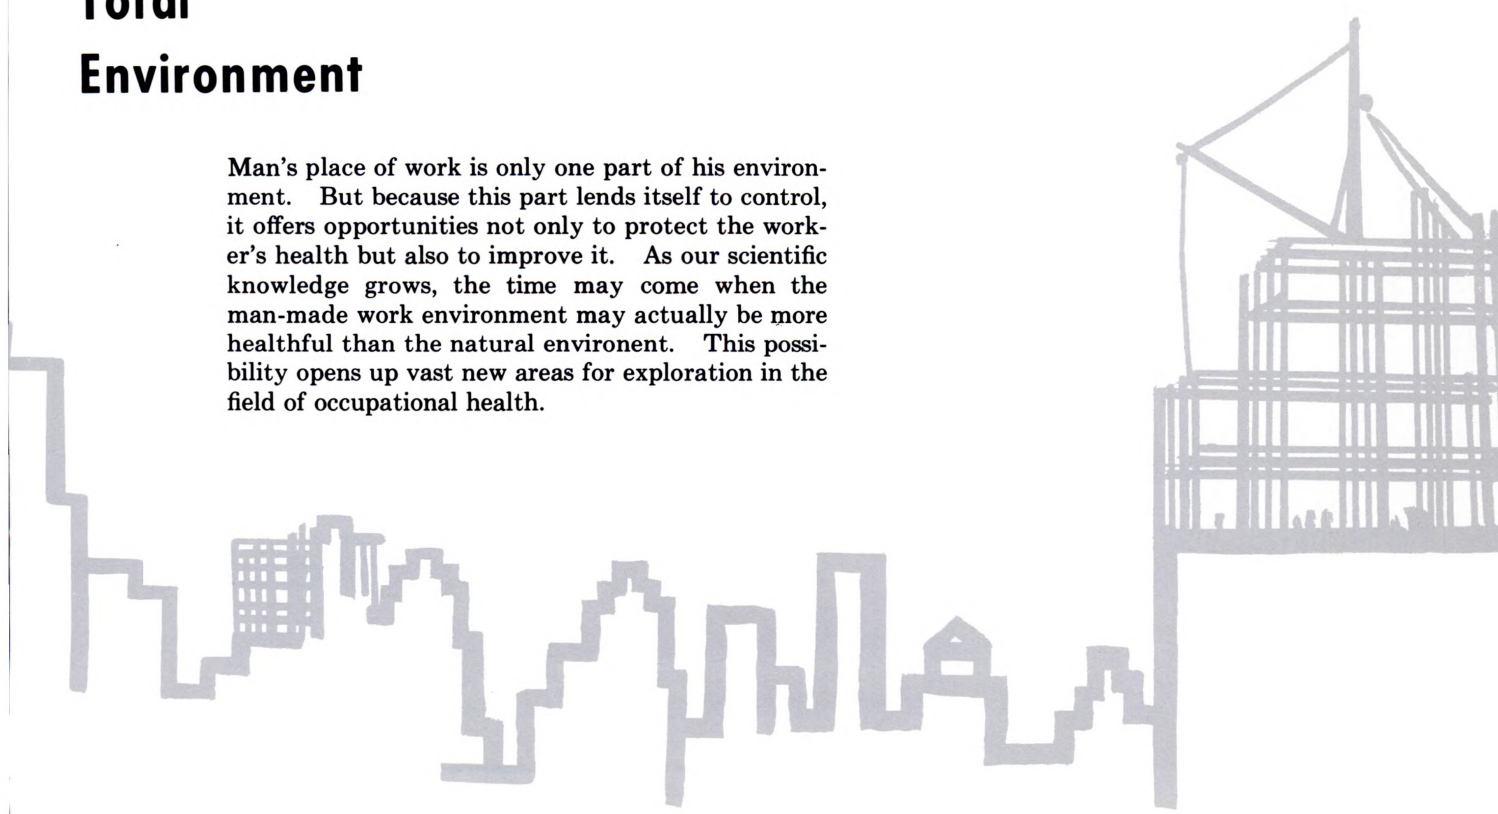 Total
Environment
Man's place of work is only one part of his environ-
ment. But because this part lends itself to control,
it offers opportunities not only to protect the work-
er's health but also to improve it. As our scientific
knowledge grows, the time may come when the
man-made work environment may actually be more
healthful than the natural environent. This possi-
bility opens up vast new areas for exploration in the
field of occupational health.